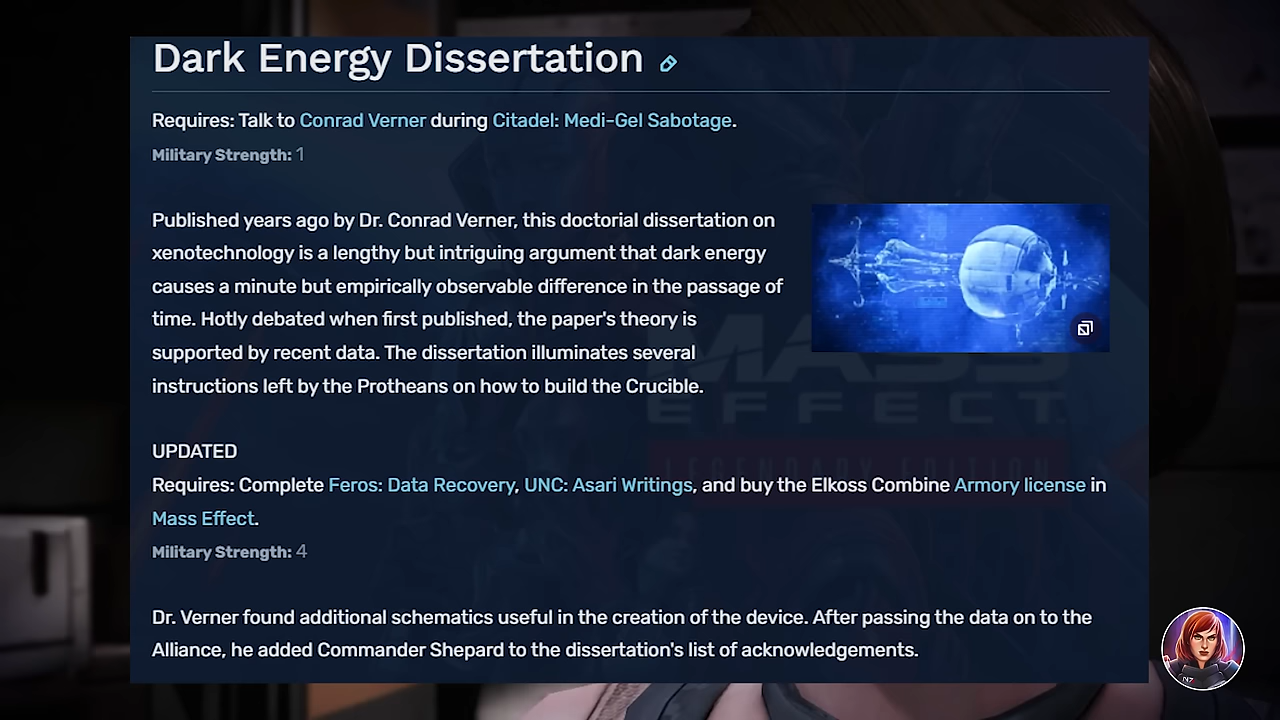 Dark Energy Dissertation
Requires: Talk to Conrad Verner during Citadel: Medi-Gel Sabotage.
Military Strength: 1
Published years ago by Dr. Conrad Verner, this doctorial dissertation on
xenotechnology is a lengthy but intriguing argument that dark energy
causes a minute but empirically observable difference in the passage of
time. Hotly debated when first published, the paper's theory is
supported by recent data. The dissertation illuminates several
instructions left by the Protheans on how to build the Crucible.
MASS
EFFECT
LEGENDARY EDITION
UPDATED
Requires: Complete Feros: Data Recovery, UNC: Asari Writings, and buy the Elkoss Combine Armory license in
Mass Effect.
Military Strength: 4
Dr. Verner found additional schematics useful in the creation of the device. After passing the data on to the
Alliance, he added Commander Shepard to the dissertation's list of acknowledgements.
N7